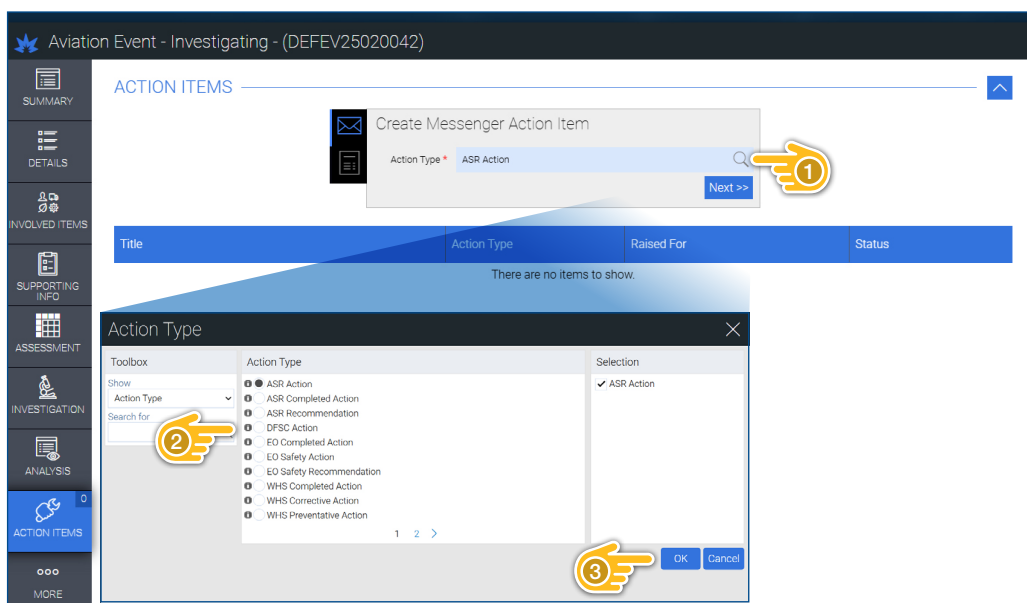 Aviation Event - Investigating - (DEFEV25020042)
SUMMARY
DETAILS
INVOLVED ITEMS
SUPPORTING
INFO
ASSESSMENT
INVESTIGATION
ANALYSIS
0
ACTION ITEMS
MORE
ACTION ITEMS
Create Messenger Action Item
Action Type * ASR Action
1
Next >>
Title Action Type Raised For Status
There are no items to show.
Action Type
Toolbox
Show
Action Type
Search for
2
Action Type
ASR Action
ASR Completed Action
ASR Recommendation
DFSC Action
EO Completed Action
EO Safety Action
EO Safety Recommendation
WHS Completed Action
WHS Corrective Action
WHS Preventative Action
1 2 >
Selection
ASR Action
3
OK Cancel